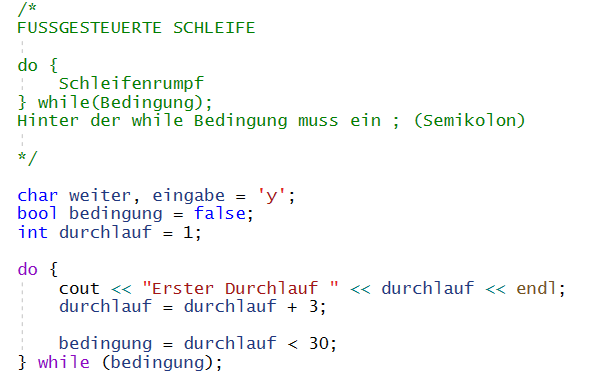 /*
FUSSGESTEUERTE SCHLEIFE
do {
    Schleifenrumpf
} while(Bedingung);
Hinter der while Bedingung muss ein ; (Semikolon)
*/
char weiter, eingabe = 'y';
bool bedingung = false;
int durchlauf = 1;
do {
    cout << "Erster Durchlauf " << durchlauf << endl;
    durchlauf = durchlauf + 3;
    bedingung = durchlauf < 30;
} while (bedingung);